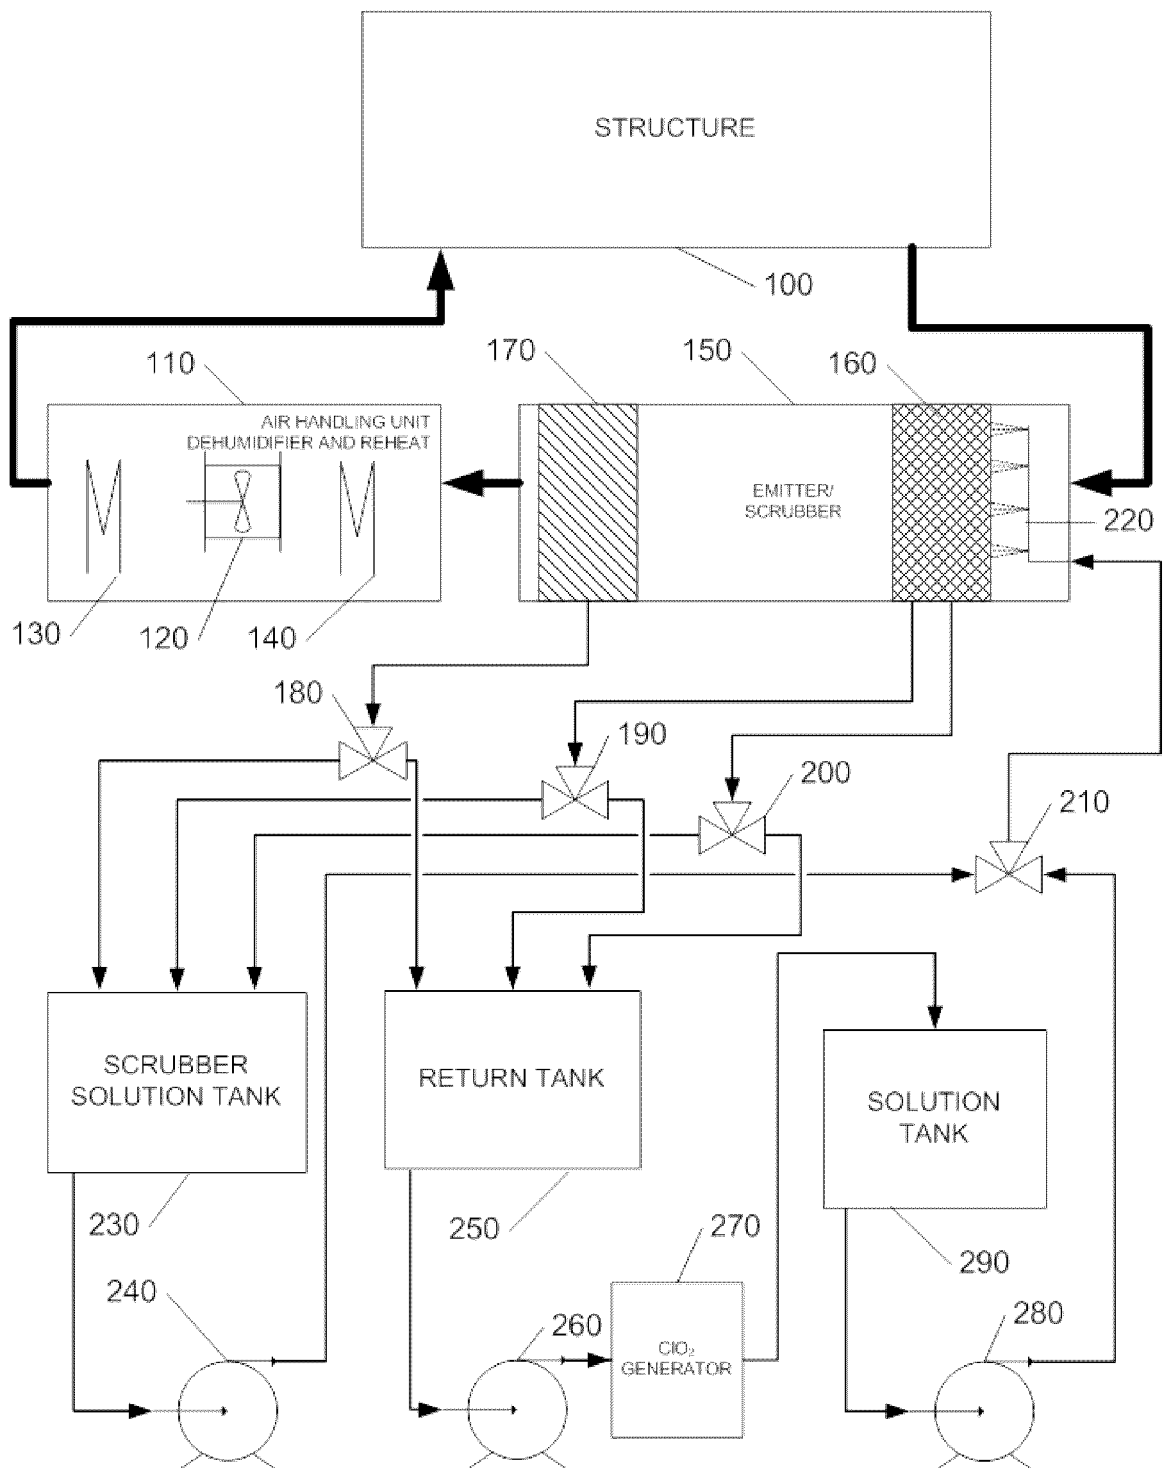 STRUCTURE
100
110
170
150
160
AIR HANDLING UNIT
DEHUMIDIFIER AND REHEAT
EMITTER/
SCRUBBER
220
130
120
140
180
190
200
210
SCRUBBER
SOLUTION TANK
RETURN TANK
SOLUTION
TANK
230
250
270
290
240
260
280
ClO₂
GENERATOR